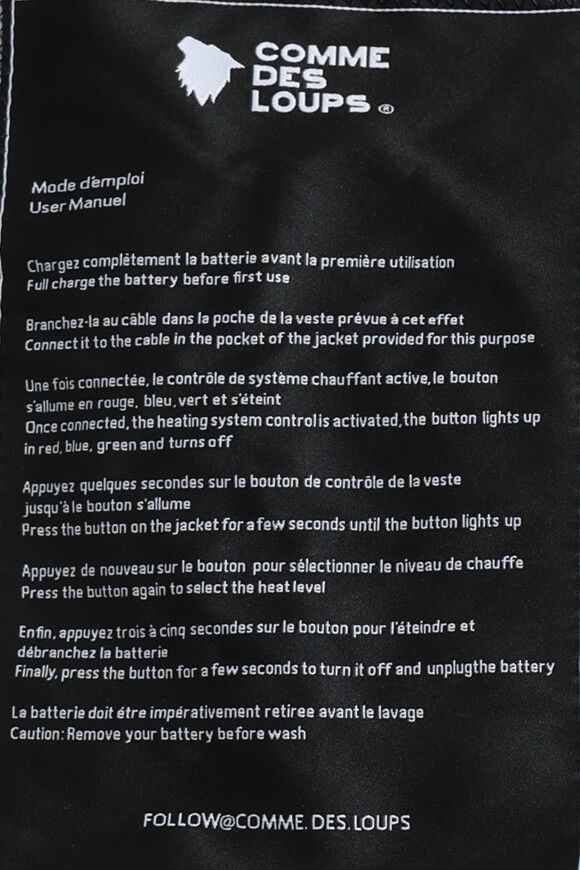 COMME
DES
LOUPS ®
Mode d'emploi
User Manuel
Chargez complètement la batterie avant la première utilisation
Full charge the battery before first use
Branchez-la au câble dans la poche de la veste prévue à cet effet
Connect it to the cable in the pocket of the jacket provided for this purpose
Une fois connectée, le contrôle de système chauffant active, le bouton
s'allume en rouge, bleu, vert et s'éteint
Once connected, the heating system control is activated, the button lights up
in red, blue, green and turns off
Appuyez quelques secondes sur le bouton de contrôle de la veste
jusqu'à le bouton s'allume
Press the button on the jacket for a few seconds until the button lights up
Appuyez de nouveau sur le bouton pour sélectionner le niveau de chauffe
Press the button again to select the heat level
Enfin, appuyez trois à cinq secondes sur le bouton pour l'éteindre et
débranchez la batterie
Finally, press the button for a few seconds to turn it off and unplugthe battery
La batterie doit étre impérativement retiree avant le lavage
Caution: Remove your battery before wash
FOLLOW@COMME.DES.LOUPS